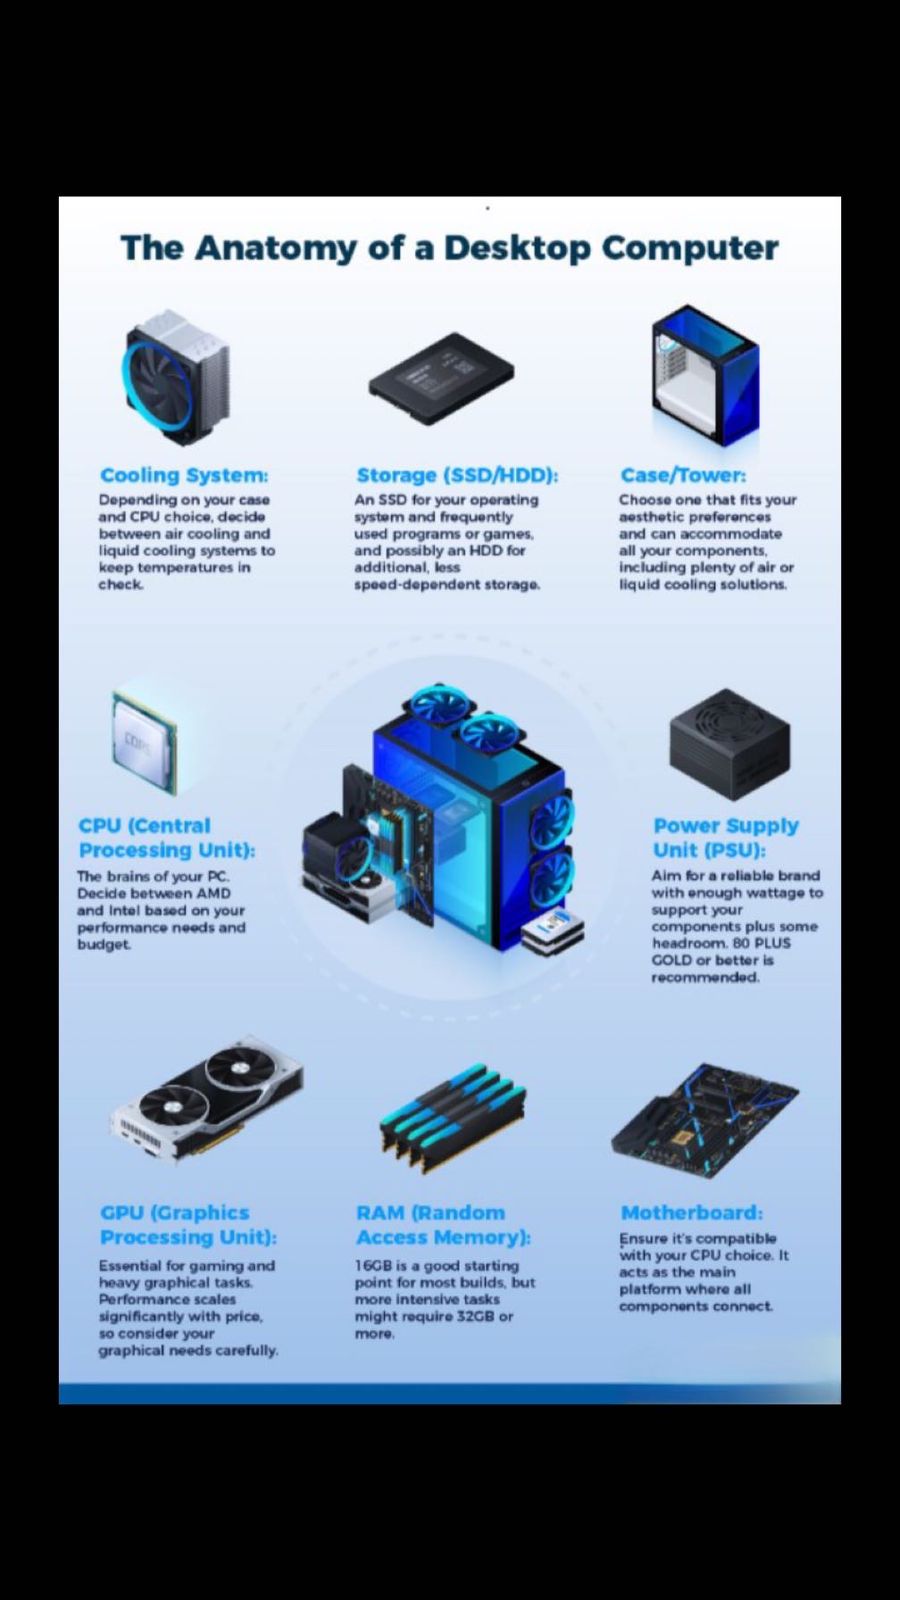 The Anatomy of a Desktop Computer
Cooling System:
Depending on your case
and CPU choice, decide
between air cooling and
liquid cooling systems to
keep temperatures in
check.
Storage (SSD/HDD):
An SSD for your operating
system and frequently
used programs or games,
and possibly an HDD for
additional, less
speed-dependent storage.
Case/Tower:
Choose one that fits your
aesthetic preferences
and can accommodate
all your components,
including plenty of air or
liquid cooling solutions.
CPU (Central
Processing Unit):
The brains of your PC.
Decide between AMD
and Intel based on your
performance needs and
budget.
Power Supply
Unit (PSU):
Aim for a reliable brand
with enough wattage to
support your
components plus some
headroom. 80 PLUS
GOLD or better is
recommended.
GPU (Graphics
Processing Unit):
Essential for gaming and
heavy graphical tasks.
Performance scales
significantly with price,
so consider your
graphical needs carefully.
RAM (Random
Access Memory):
16GB is a good starting
point for most builds, but
more intensive tasks
might require 32GB or
more.
Motherboard:
Ensure it's compatible
with your CPU choice. It
acts as the main
platform where all
components connect.